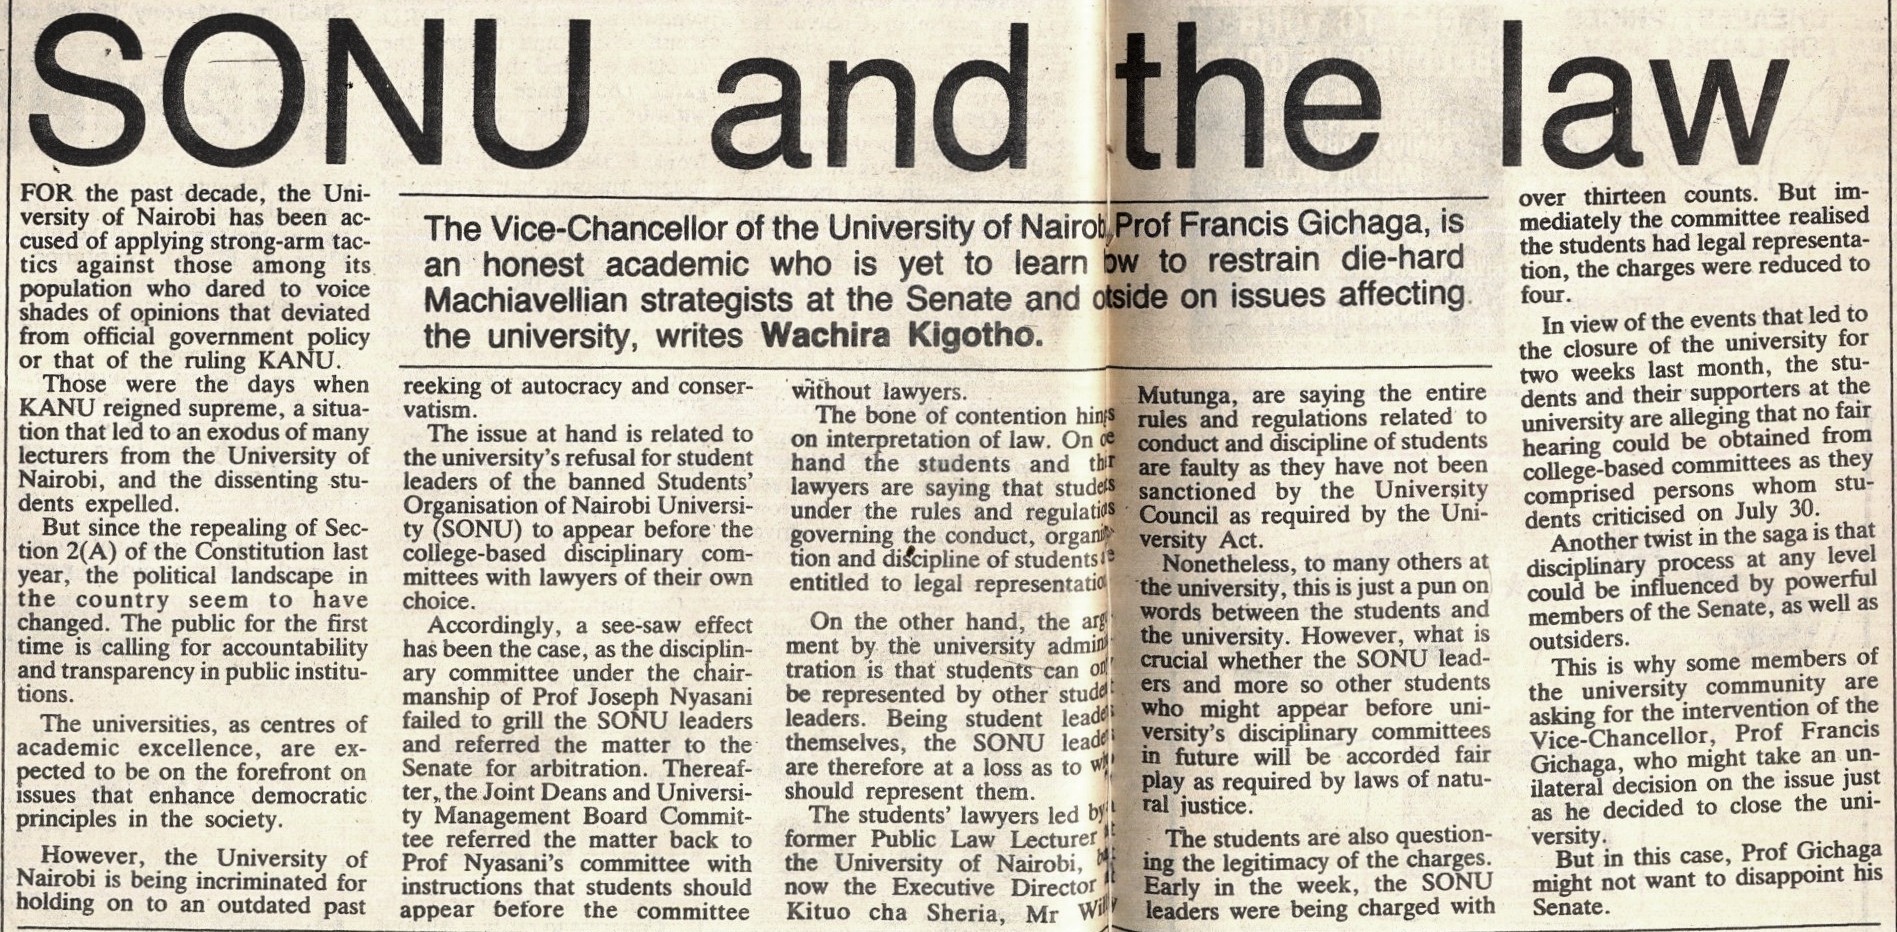 SONU and the law
The Vice-Chancellor of the University of Nairob Prof Francis Gichaga, is
an honest academic who is yet to learn ow to restrain die-hard
Machiavellian strategists at the Senate and otside on issues affecting
the university, writes Wachira Kigotho.
FOR the past decade, the Uni-
versity of Nairobi has been ac-
cused of applying strong-arm tac-
tics against those among its
population who dared to voice
shades of opinions that deviated
from official government policy
or that of the ruling KANU.
Those were the days when
KANU reigned supreme, a situa-
tion that led to an exodus of many
lecturers from the University of
Nairobi, and the dissenting stu-
dents expelled.
But since the repealing of Sec-
tion 2(A) of the Constitution last
year, the political landscape in
the country seem to have
changed. The public for the first
time is calling for accountability
and transparency in public institu-
tions.
The universities, as centres of
academic excellence, are ex-
pected to be on the forefront on
issues that enhance democratic
principles in the society.
However, the University of
Nairobi is being incriminated for
holding on to an outdated past
reeking of autocracy and conser-
vatism.
The issue at hand is related to
the university's refusal for student
leaders of the banned Students'
Organisation of Nairobi Universi-
ty (SONU) to appear before the
college-based disciplinary com-
mittees with lawyers of their own
choice.
Accordingly, a see-saw effect
has been the case, as the disciplin-
ary committee under the chair-
manship of Prof Joseph Nyasani
failed to grill the SONU leaders
and referred the matter to the
Senate for arbitration. Thereaf-
ter, the Joint Deans and Universi-
ty Management Board Commit-
tee referred the matter back to
Prof Nyasani's committee with
instructions that students should
appear before the committee
without lawyers.
The bone of contention
on interpretation of law. On
hand the students and
lawyers are saying that
under the rules and
governing the conduct,
tion and discipline of students
entitled to legal
On the other hand, the
ment by the university
tration is that students can
be represented by other
leaders. Being student
themselves, the SONU
are therefore at a loss as to
should represent them.
The students' lawyers led by
former Public Law Lecturer
the University of Nairobi,
now the Executive Director
Kituo cha Sheria, Mr
Mutunga, are saying the entire
rules and regulations related to
conduct and discipline of students
are faulty as they have not been
sanctioned by the University
Council as required by the Uni-
versity Act.
Nonetheless, to many others at
the university, this is just a pun on
words between the students and
the university. However, what is
crucial whether the SONU lead-
ers and more so other students
who might appear before uni-
versity's disciplinary committees
in future will be accorded fair
play as required by laws of natu-
ral justice.
The students are also question-
ing the legitimacy of the charges.
Early in the week, the SONU
leaders were being charged with
over thirteen counts. But im-
mediately the committee realised
the students had legal representa-
tion, the charges were reduced to
four.
In view of the events that led to
the closure of the university for
two weeks last month, the stu-
dents and their supporters at the
university are alleging that no fair
hearing could be obtained from
college-based committees as they
comprised persons whom stu-
dents criticised on July 30.
Another twist in the saga is that
disciplinary process at any level
could be influenced by powerful
members of the Senate, as well as
outsiders.
This is why some members of
the university community are
asking for the intervention of the
Vice-Chancellor, Prof Francis
Gichaga, who might take an un-
ilateral decision on the issue just
as he decided to close the uni-
versity.
But in this case, Prof Gichaga
might not want to disappoint his
Senate.